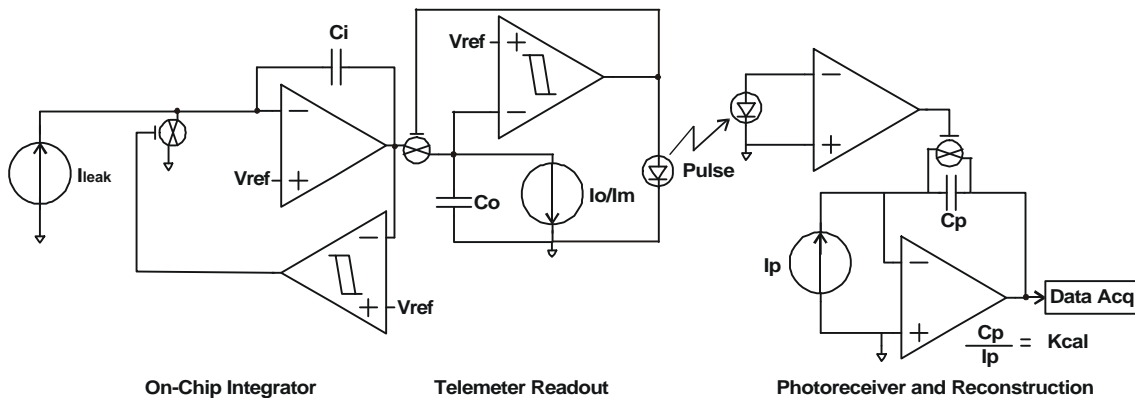 Ci
Vref
Ileak
Vref
Vref
Co
Io/Im
Pulse
Cp
Ip
Data Acq
Cp
Ip
= Kcal
On-Chip Integrator
Telemeter Readout
Photoreceiver and Reconstruction